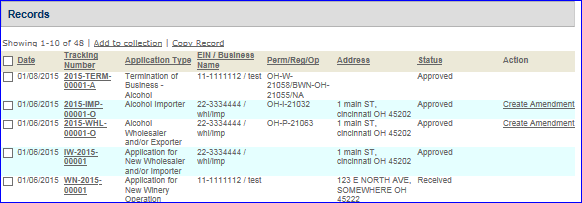 Records
Showing 1-10 of 48 | Add to collection | Copy Record
Date Tracking Number Application Type EIN / Business Name Perm/Reg/Op Address Status Action
01/08/2015 2015-TERM-00001-A Termination of Business - Alcohol 11-1111112 / test OH-W-21058/BWN-OH-21055/NA Approved
01/06/2015 2015-IMP-00001-O Alcohol Importer 22-3334444 / whl/imp OH-I-21032 1 main ST, cincinnati OH 45202 Approved Create Amendment
01/06/2015 2015-WHL-00001-O Alcohol Wholesaler and/or Exporter 22-3334444 / whl/imp OH-P-21063 1 main ST, cincinnati OH 45202 Approved Create Amendment
01/06/2015 IW-2015-00001 Application for New Wholesaler and/or Importer 22-3334444 / whl/imp 1 main ST, cincinnati OH 45202 Approved
01/06/2015 WN-2015-00001 Application for New Winery Operation 11-1111112 / test 123 E NORTH AVE, SOMEWHERE OH 45222 Received